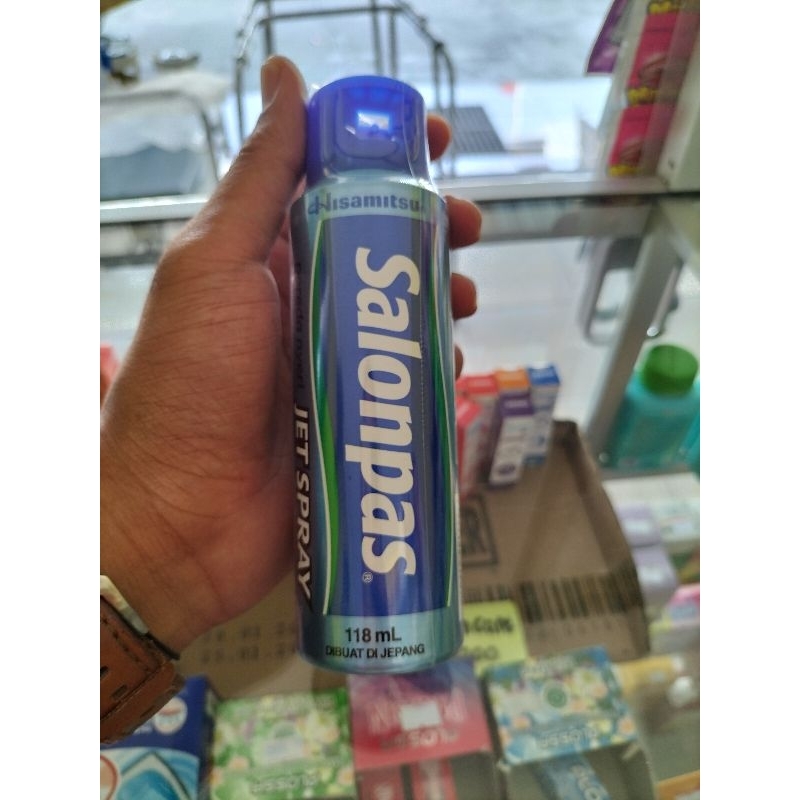 Hisamitsu
Salonpas®
JET SPRAY
118 mL
DIBUAT DI JEPANG